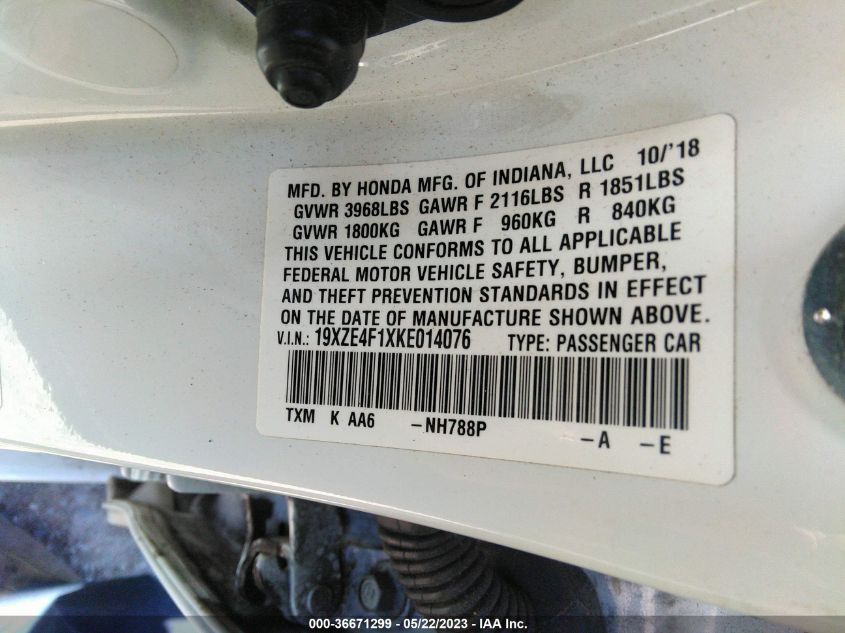 MFD. BY HONDA MFG. OF INDIANA, LLC 10/'18
GVWR 3968LBS GAWR F 2116LBS R 1851LBS
GVWR 1800KG GAWR F 960KG R 840KG
THIS VEHICLE CONFORMS TO ALL APPLICABLE
FEDERAL MOTOR VEHICLE SAFETY, BUMPER,
AND THEFT PREVENTION STANDARDS IN EFFECT
ON THE DATE OF MANUFACTURE SHOWN ABOVE.
V.I.N.: 19XZE4F1XKE014076 TYPE: PASSENGER CAR
TXM K AA6 -NH788P -A -E
000-36671299 - 05/22/2023 - IAA Inc.